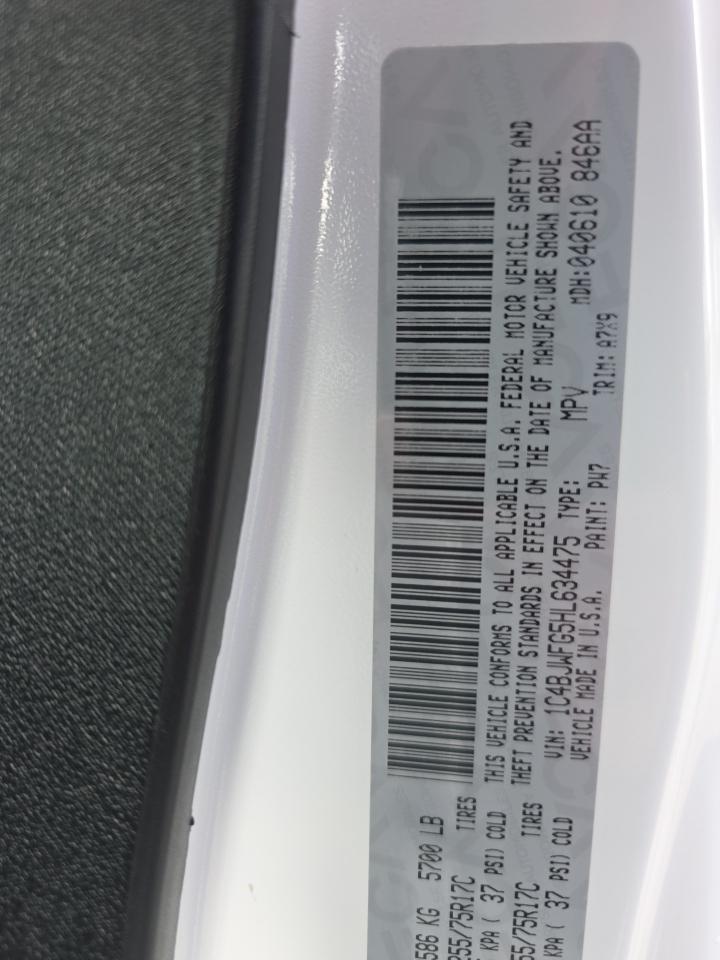 586 KG 5700 LB
255/75R17C TIRES
KPA ( 37 PSI) COLD
55/75R17C TIRES
KPA ( 37 PSI) COLD
THIS VEHICLE CONFORMS TO ALL APPLICABLE U.S.A. FEDERAL MOTOR VEHICLE SAFETY AND
THEFT PREVENTION STANDARDS IN EFFECT ON THE DATE OF MANUFACTURE SHOWN ABOVE.
VIN: 1C4BJWFG5HL634475 TYPE: MPV MDH:040610 846AA
VEHICLE MADE IN U.S.A. PAINT: PW7 TRIM: A7X9